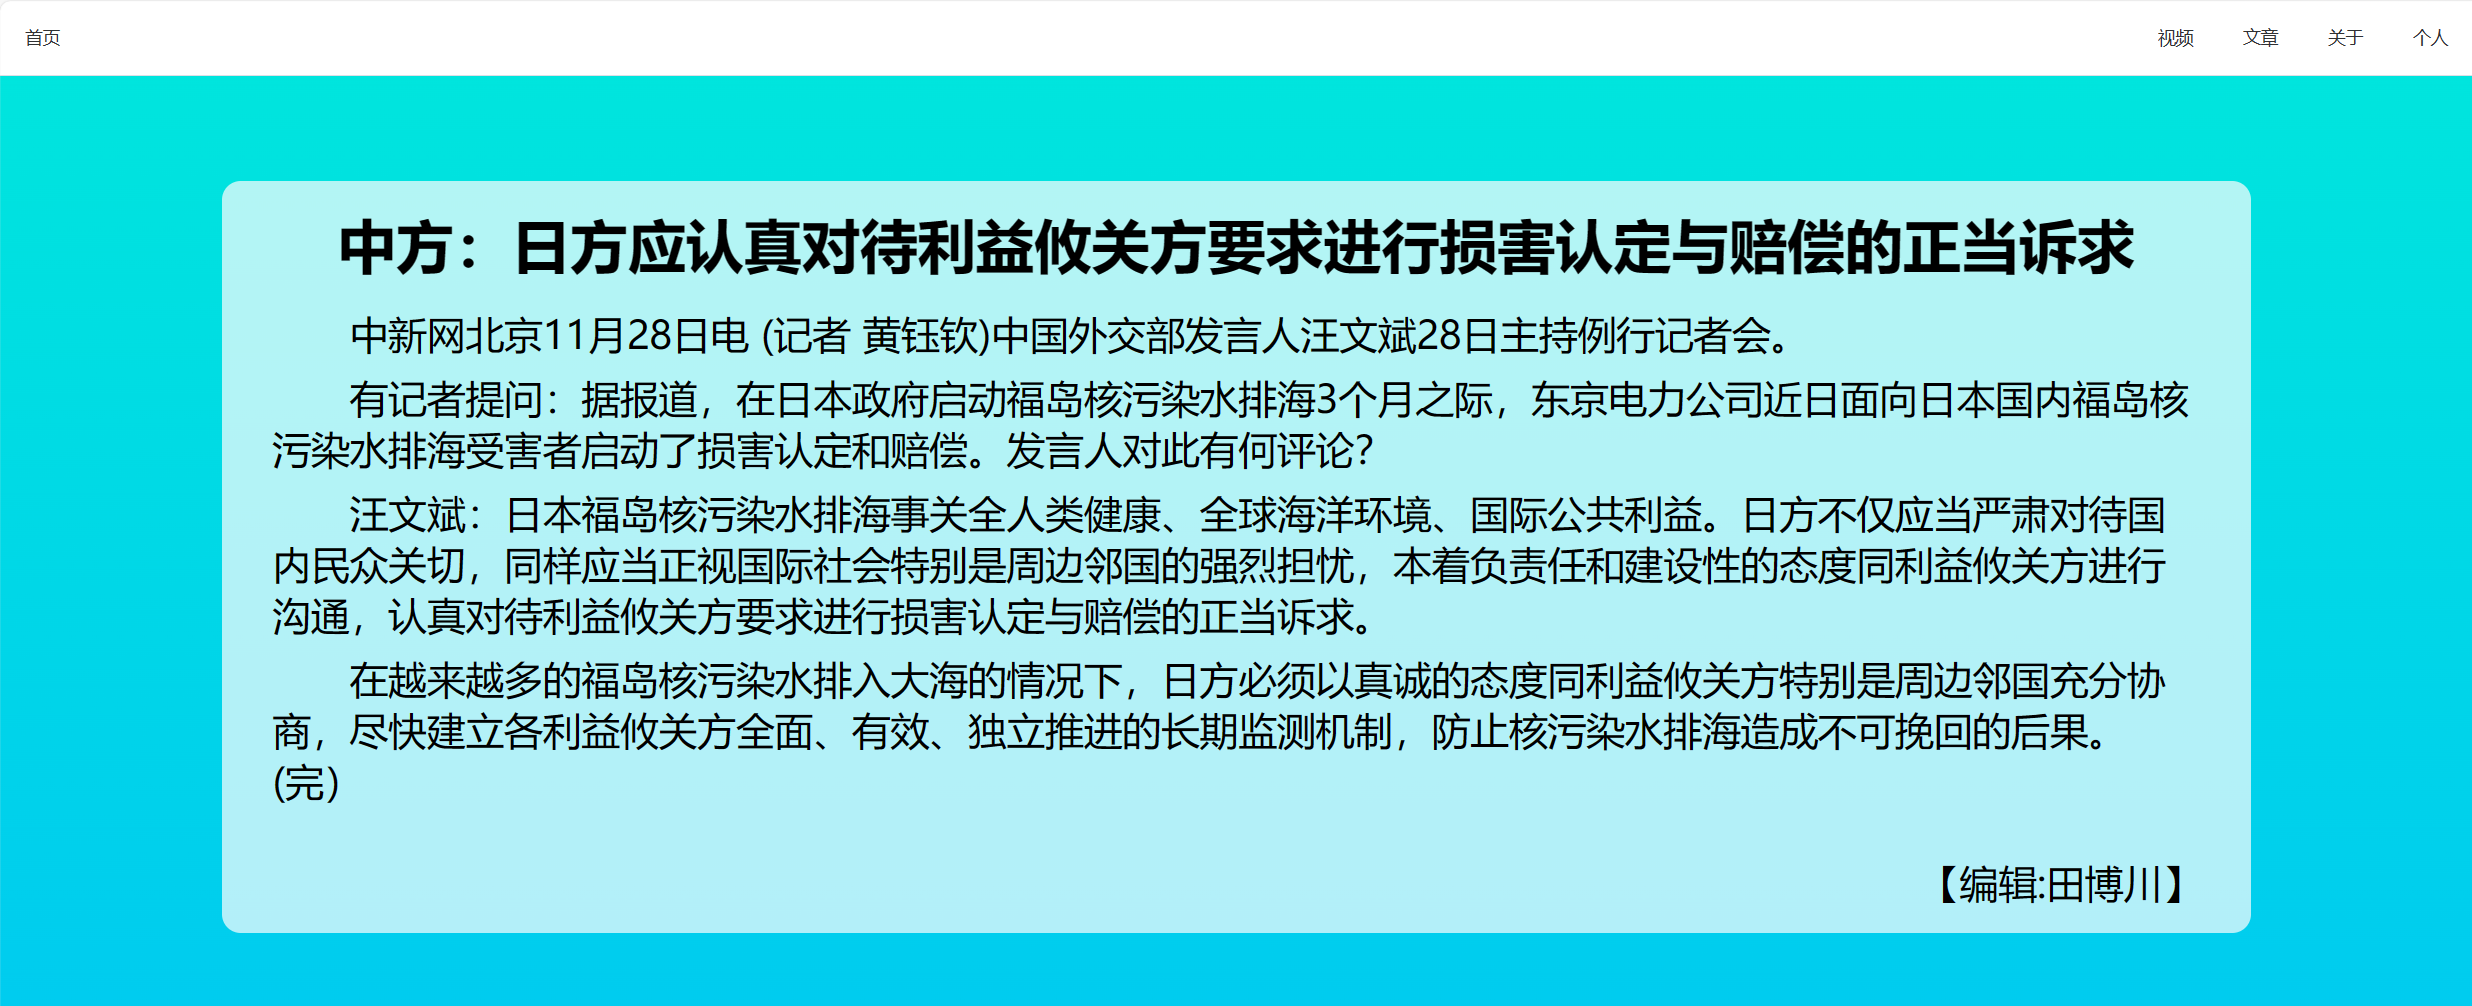 首页
视频
文章
关于
个人
中方：日方应认真对待利益攸关方要求进行损害认定与赔偿的正当诉求
中新网北京11月28日电 (记者 黄钰钦)中国外交部发言人汪文斌28日主持例行记者会。
有记者提问：据报道，在日本政府启动福岛核污染水排海3个月之际，东京电力公司近日面向日本国内福岛核
污染水排海受害者启动了损害认定和赔偿。发言人对此有何评论？
汪文斌：日本福岛核污染水排海事关全人类健康、全球海洋环境、国际公共利益。日方不仅应当严肃对待国
内民众关切，同样应当正视国际社会特别是周边邻国的强烈担忧，本着负责任和建设性的态度同利益攸关方进行
沟通，认真对待利益攸关方要求进行损害认定与赔偿的正当诉求。
在越来越多的福岛核污染水排入大海的情况下，日方必须以真诚的态度同利益攸关方特别是周边邻国充分协
商，尽快建立各利益攸关方全面、有效、独立推进的长期监测机制，防止核污染水排海造成不可挽回的后果。
(完)
【编辑:田博川】